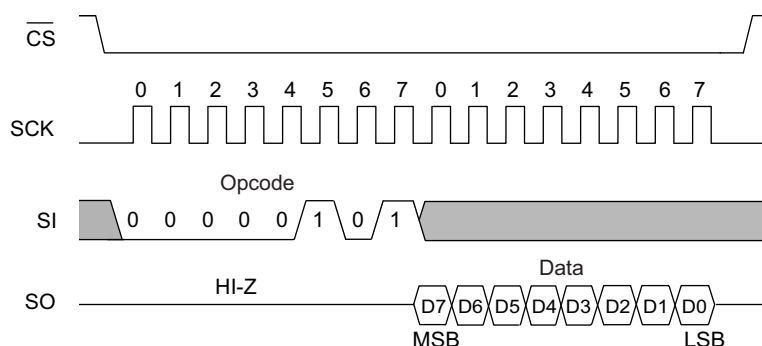 CS
0 1 2 3 4 5 6 7 0 1 2 3 4 5 6 7
SCK
Opcode
SI 0 0 0 0 0 1 0 1
Data
HI-Z
SO D7 D6 D5 D4 D3 D2 D1 D0
MSB LSB